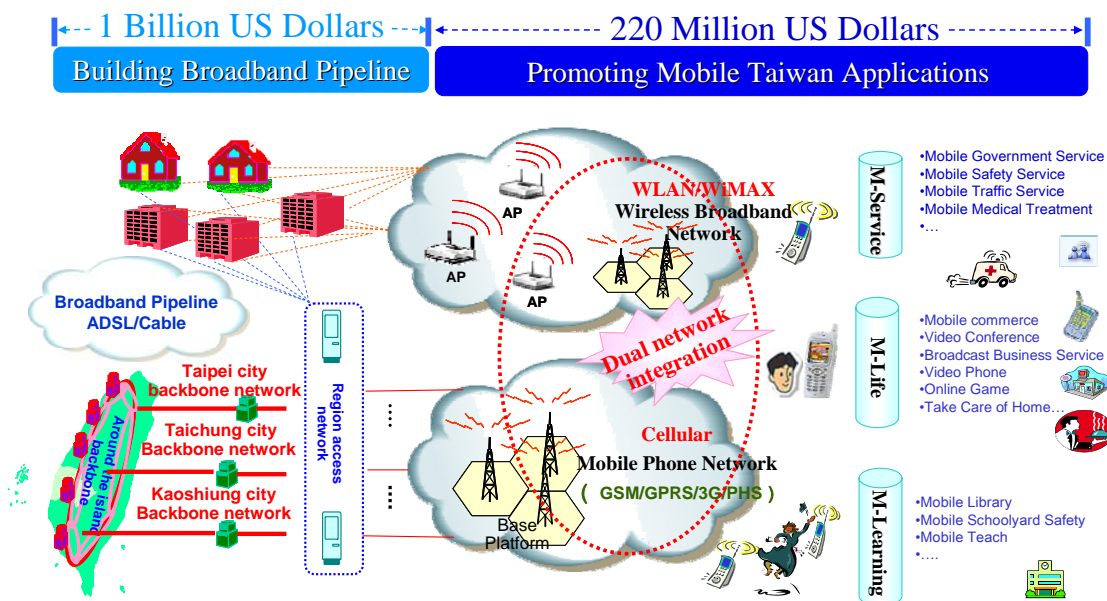 1 Billion US Dollars
220 Million US Dollars
Building Broadband Pipeline
Promoting Mobile Taiwan Applications
Broadband Pipeline
ADSL/Cable
Taipei city
backbone network
Taichung city
Backbone network
Kaoshiung city
Backbone network
Around the island
backbone
Region access
network
AP
AP
AP
WLAN/WiMAX
Wireless Broadband
Network
Dual network
integration
Cellular
Mobile Phone Network
( GSM/GPRS/3G/PHS )
Base
Platform
....
....
M-Service
•Mobile Government Service
•Mobile Safety Service
•Mobile Traffic Service
•Mobile Medical Treatment
•…
M-Life
•Mobile commerce
•Video Conference
•Broadcast Business Service
•Video Phone
•Online Game
•Take Care of Home…
M-Learning
•Mobile Library
•Mobile Schoolyard Safety
•Mobile Teach
•….